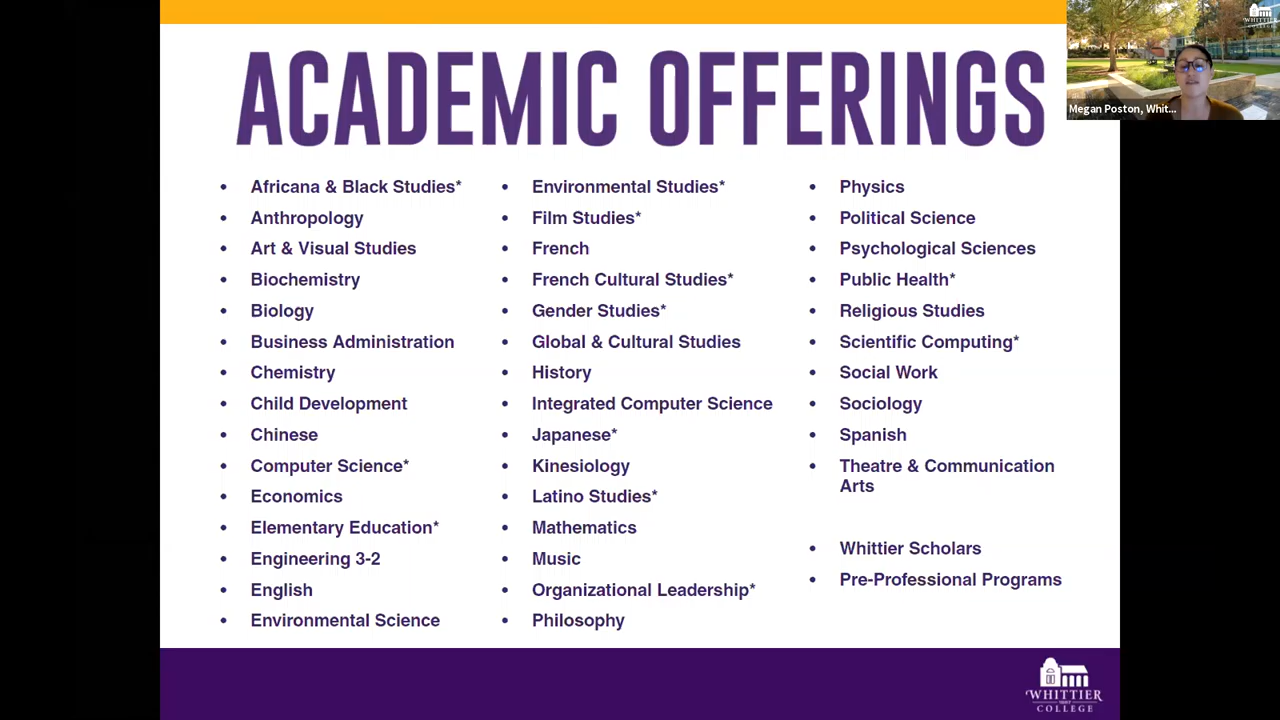 ACADEMIC OFFERINGS
• Africana & Black Studies*
• Anthropology
• Art & Visual Studies
• Biochemistry
• Biology
• Business Administration
• Chemistry
• Child Development
• Chinese
• Computer Science*
• Economics
• Elementary Education*
• Engineering 3-2
• English
• Environmental Science
• Environmental Studies*
• Film Studies*
• French
• French Cultural Studies*
• Gender Studies*
• Global & Cultural Studies
• History
• Integrated Computer Science
• Japanese*
• Kinesiology
• Latino Studies*
• Mathematics
• Music
• Organizational Leadership*
• Philosophy
• Physics
• Political Science
• Psychological Sciences
• Public Health*
• Religious Studies
• Scientific Computing*
• Social Work
• Sociology
• Spanish
• Theatre & Communication
Arts
• Whittier Scholars
• Pre-Professional Programs
WHITTIER
COLLEGE
Megan Poston, Whit...
WHITTIER
COLLEGE